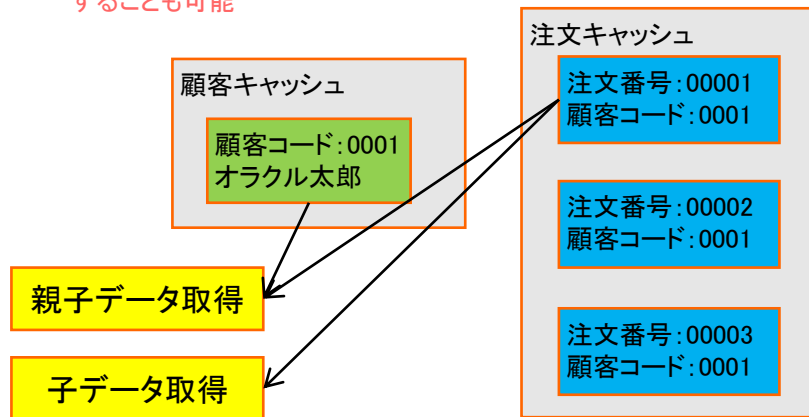 することも可能
注文キャッシュ
注文番号:00001
顧客コード:0001
顧客キャッシュ
顧客コード:0001
オラクル太郎
注文番号:00002
顧客コード:0001
親子データ取得
注文番号:00003
顧客コード:0001
子データ取得